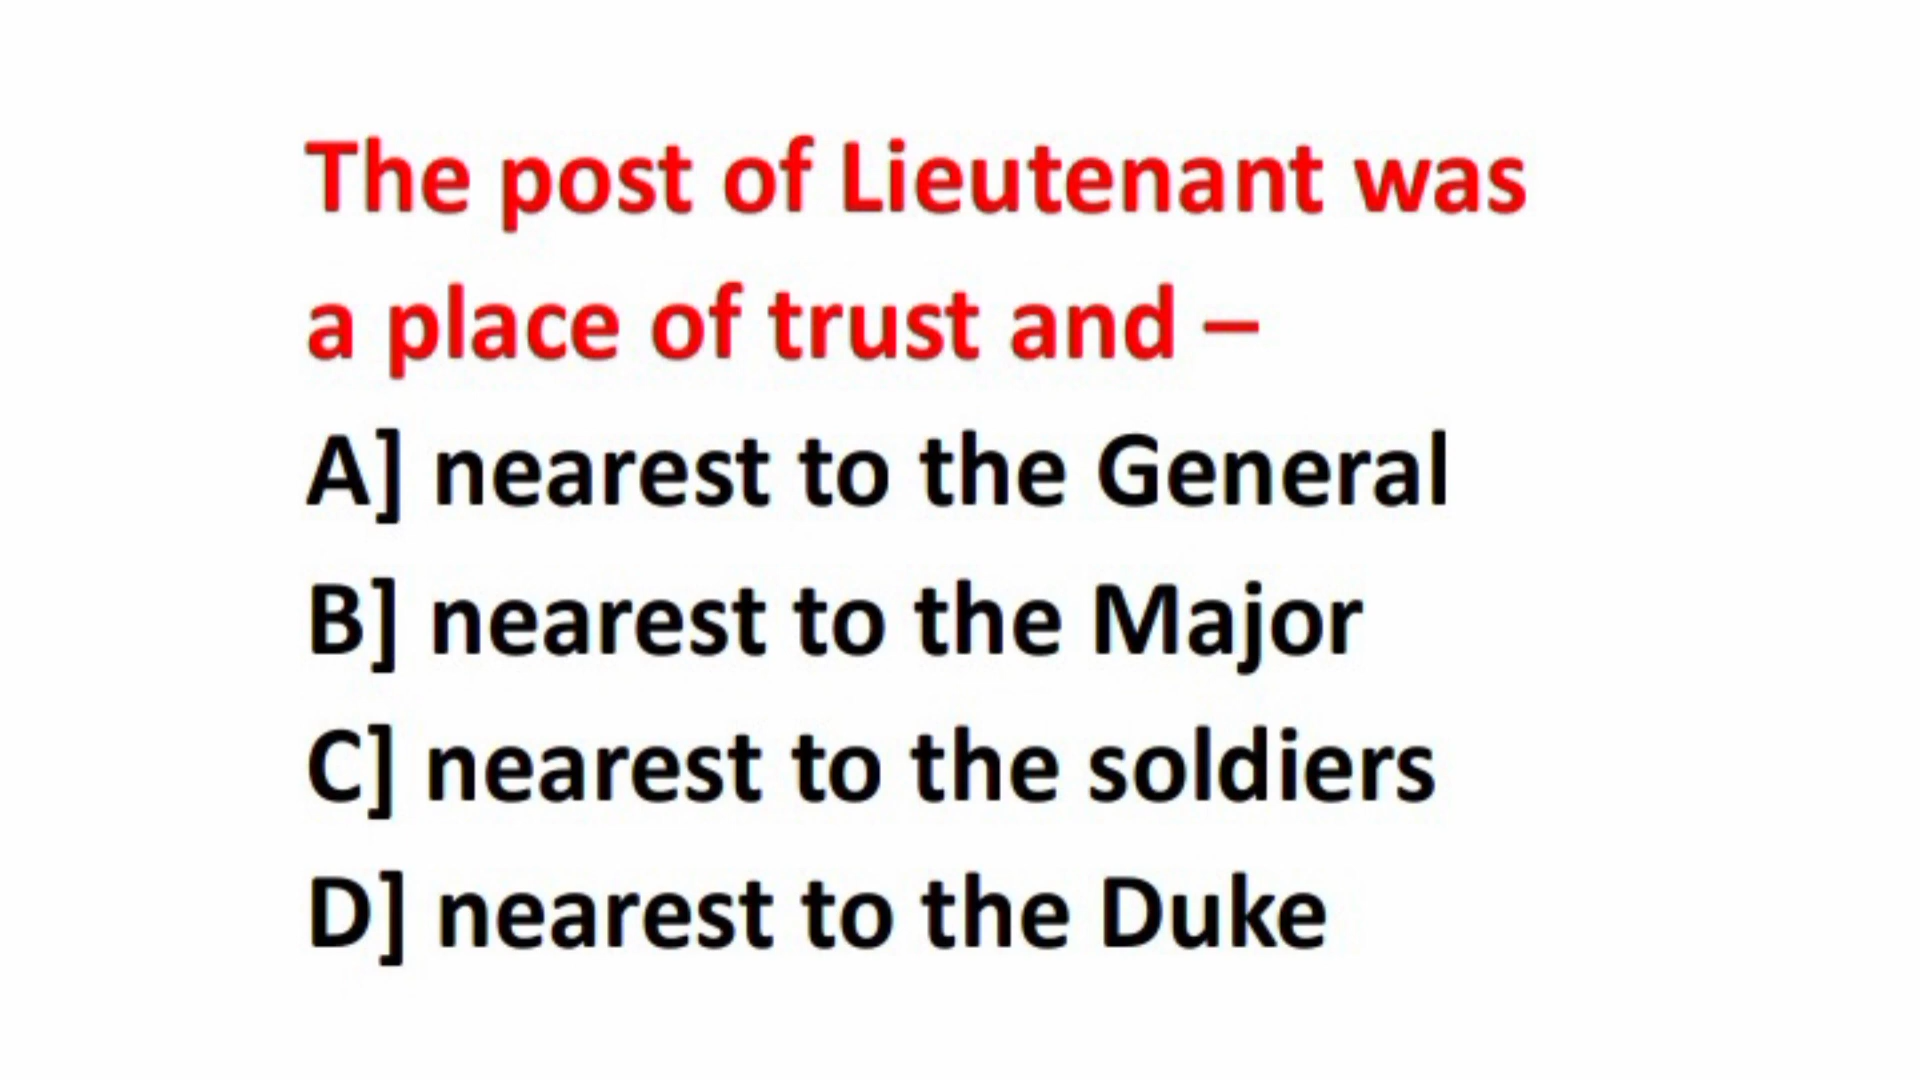 The post of Lieutenant was
a place of trust and –
A] nearest to the General
B] nearest to the Major
C] nearest to the soldiers
D] nearest to the Duke